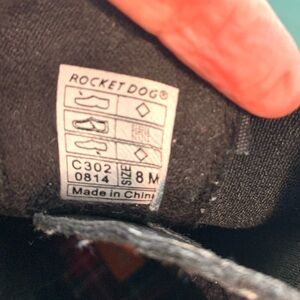 ROCKET DOG®
C302
0814
SIZE
8 M
Made in China